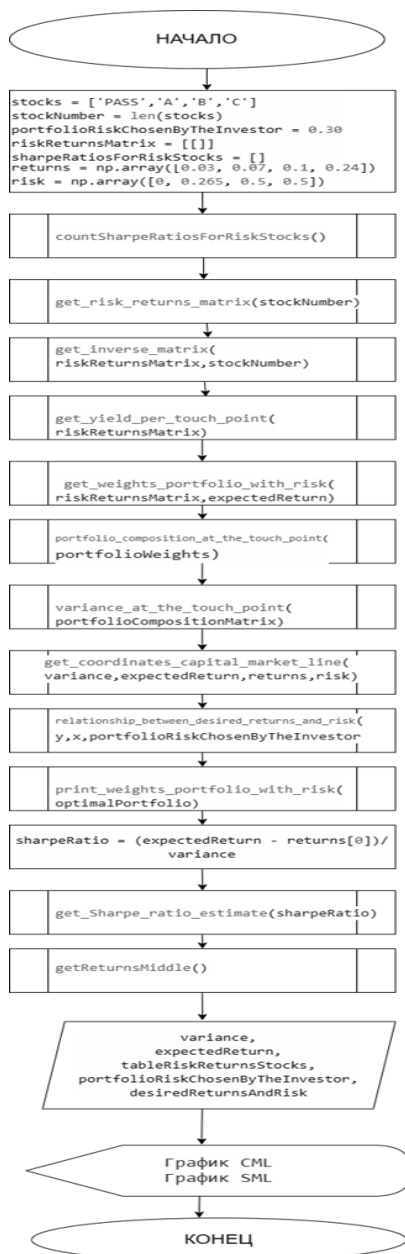 НАЧАЛО
stocks = ['PASS','A','B','C']
stockNumber = len(stocks)
portfolioRiskChosenByTheInvestor = 0.30
riskReturnsMatrix = [[]]
sharpeRatiosForRiskStocks = []
returns = np.array([0.03, 0.07, 0.1, 0.24])
risk = np.array([0, 0.265, 0.5, 0.5])
countSharpeRatiosForRiskStocks()
get_risk_returns_matrix(stockNumber)
get_inverse_matrix(
riskReturnsMatrix,stockNumber)
get_yield_per_touch_point(
riskReturnsMatrix)
get_weights_portfolio_with_risk(
riskReturnsMatrix,expectedReturn)
portfolio_composition_at_the_touch_point(
portfolioWeights)
variance_at_the_touch_point(
portfolioCompositionMatrix)
get_coordinates_capital_market_line(
variance,expectedReturn,returns,risk)
relationship_between_desired_returns_and_risk(
y,x,portfolioRiskChosenByTheInvestor
print_weights_portfolio_with_risk(
optimalPortfolio)
sharpeRatio = (expectedReturn - returns[0])/
variance
get_Sharpe_ratio_estimate(sharpeRatio)
getReturnsMiddle()
variance,
expectedReturn,
tableRiskReturnsStocks,
portfolioRiskChosenByTheInvestor,
desiredReturnsAndRisk
График CML
График SML
КОНЕЦ